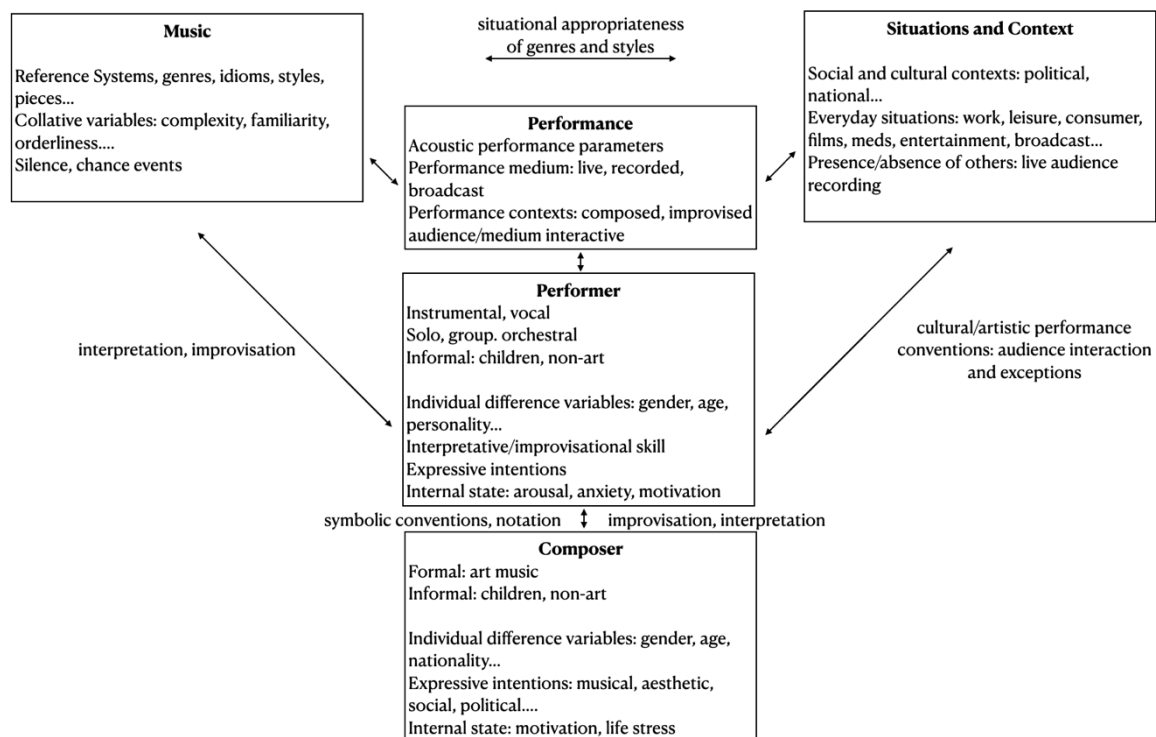 Music
Reference Systems, genres, idioms, styles,
pieces...
Collative variables: complexity, familiarity,
orderliness....
Silence, chance events
situational appropriateness
of genres and styles
Situations and Context
Social and cultural contexts: political,
national...
Everyday situations: work, leisure, consumer,
films, meds, entertainment, broadcast...
Presence/absence of others: live audience
recording
Performance
Acoustic performance parameters
Performance medium: live, recorded,
broadcast
Performance contexts: composed, improvised
audience/medium interactive
Performer
Instrumental, vocal
Solo, group. orchestral
Informal: children, non-art
Individual difference variables: gender, age,
personality...
Interpretative/improvisational skill
Expressive intentions
Internal state: arousal, anxiety, motivation
interpretation, improvisation
cultural/artistic performance
conventions: audience interaction
and exceptions
symbolic conventions, notation
improvisation, interpretation
Composer
Formal: art music
Informal: children, non-art
Individual difference variables: gender, age,
nationality...
Expressive intentions: musical, aesthetic,
social, political....
Internal state: motivation, life stress